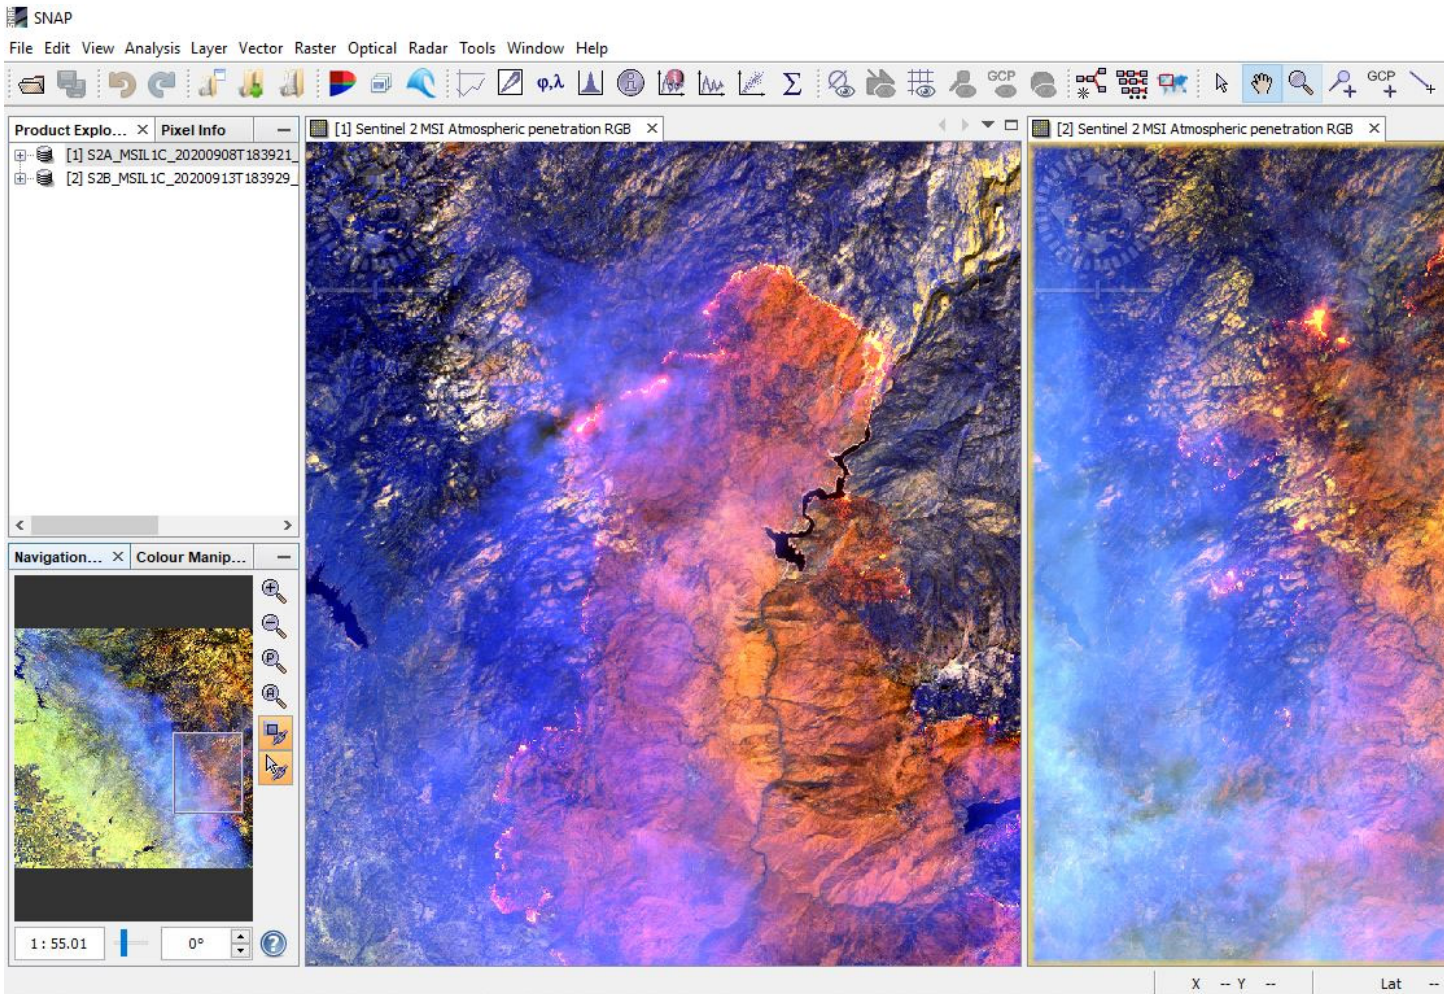 SNAP
File Edit View Analysis Layer Vector Raster Optical Radar Tools Window Help
φ,λ Σ GCP GCP
Product Explo... Pixel Info
[1] S2A_MSIL1C_20200908T183921_
[2] S2B_MSIL1C_20200913T183929_
Navigation... Colour Manip...
1 : 55.01 0°
[1] Sentinel 2 MSI Atmospheric penetration RGB
[2] Sentinel 2 MSI Atmospheric penetration RGB
X -- Y -- Lat --